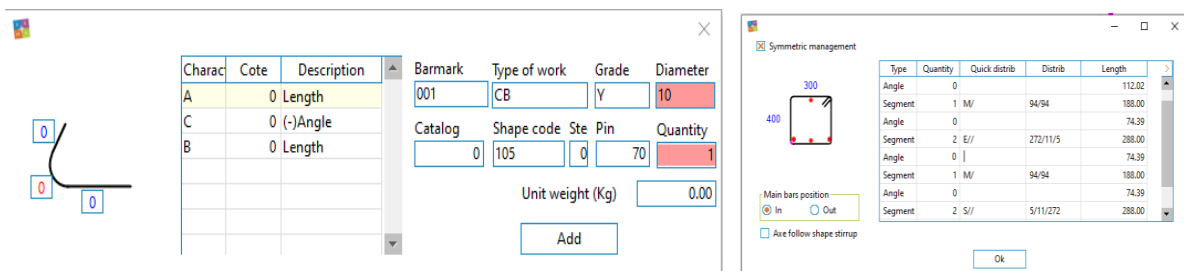 Charac Cote Description
A 0 Length
C 0 (-)Angle
B 0 Length
0
0
0
Barmark Type of work Grade Diameter
001 CB Y 10
Catalog Shape code Ste Pin Quantity
0 105 0 70 1
Unit weight (Kg) 0.00
Add
Symmetric management
300
400
Main bars position
In Out
Axe follow shape stirrup
Type Quantity Quick distrib Distrib Length >
Angle 0 112.02
Segment 1 M/ 94/94 188.00
Angle 0 74.39
Segment 2 E// 272/11/5 288.00
Angle 0 74.39
Segment 1 M/ 94/94 188.00
Angle 0 74.39
Segment 2 S// 5/11/272 288.00
Ok